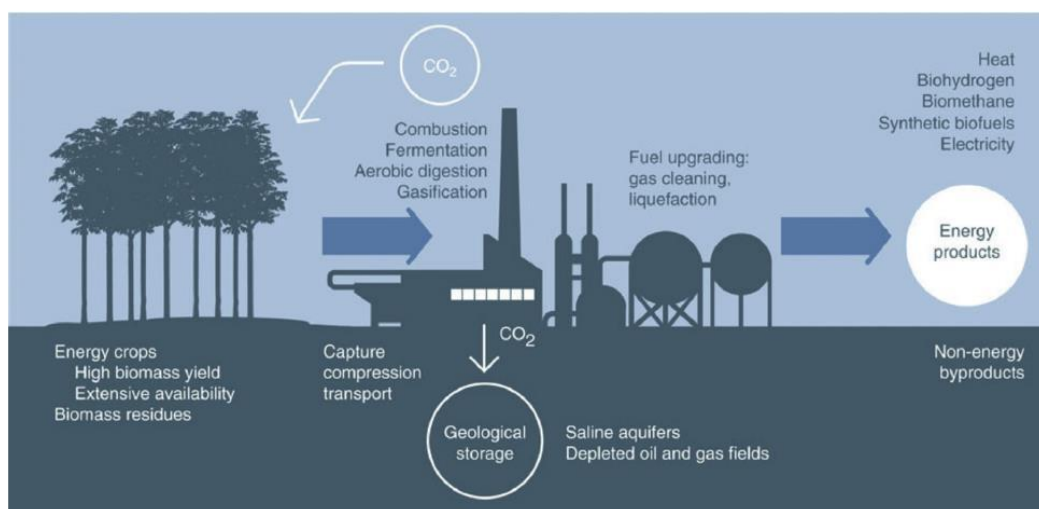 CO₂
Combustion
Fermentation
Aerobic digestion
Gasification
Fuel upgrading:
gas cleaning,
liquefaction
Heat
Biohydrogen
Biomethane
Synthetic biofuels
Electricity
Energy
products
Energy crops
High biomass yield
Extensive availability
Biomass residues
Capture
compression
transport
CO₂
Geological
storage
Saline aquifers
Depleted oil and gas fields
Non-energy
byproducts